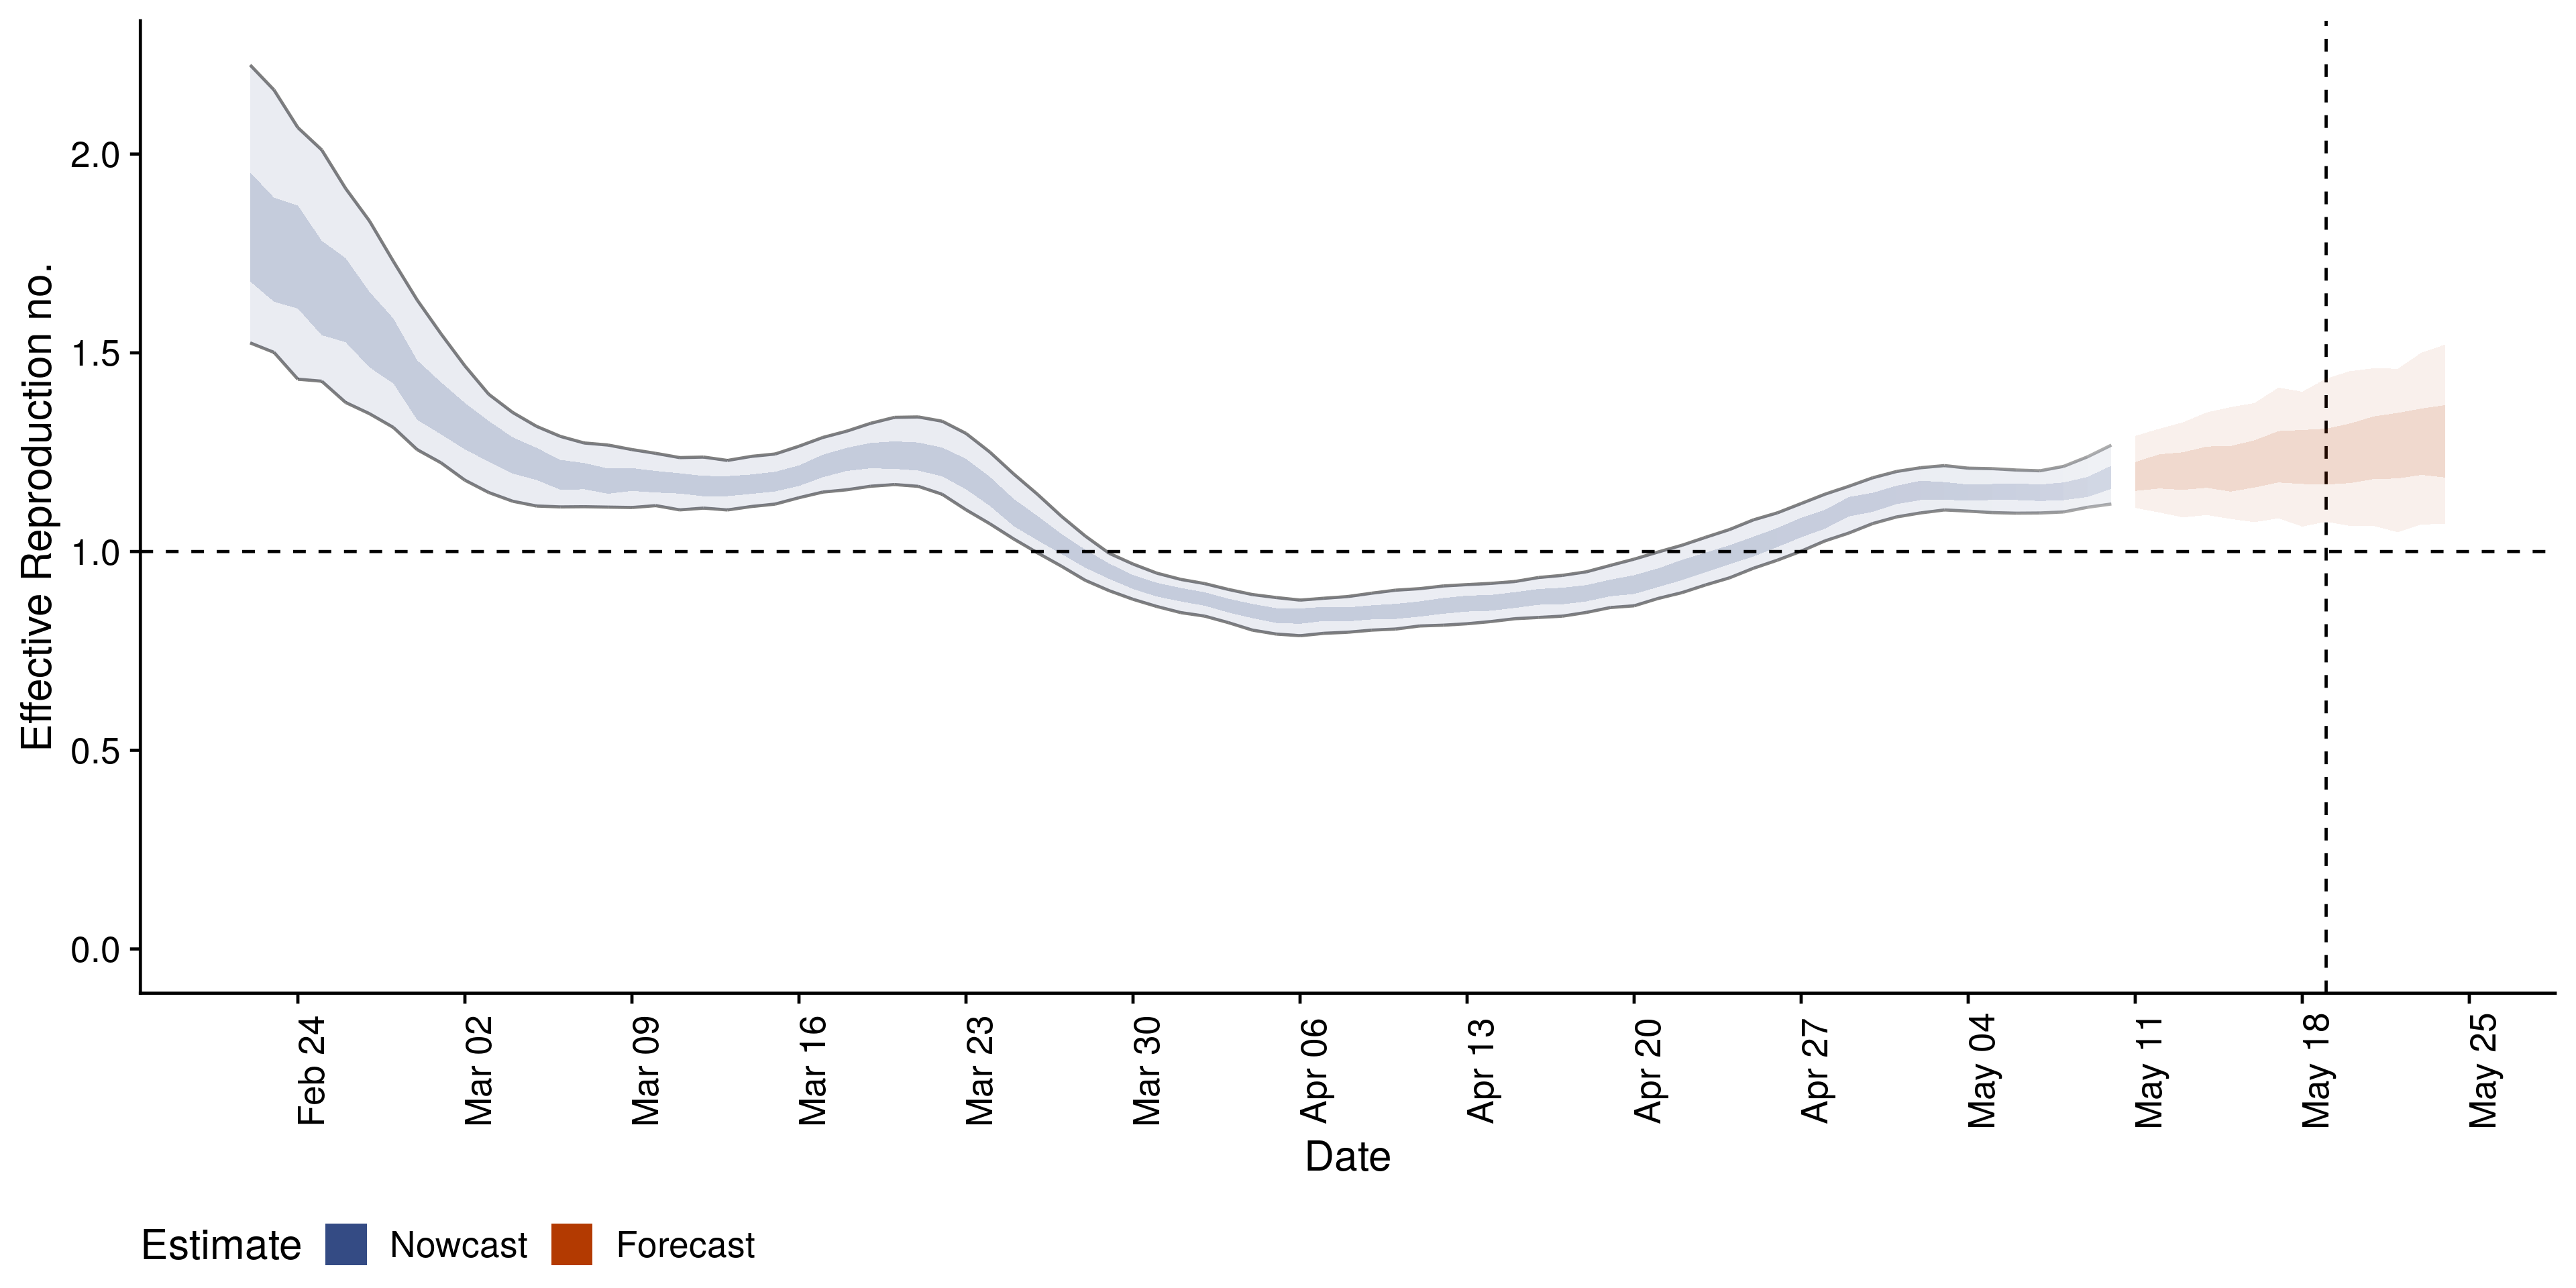 Effective Reproduction no.
2.0
1.5
1.0
0.5
0.0
Feb 24
Mar 02
Mar 09
Mar 16
Mar 23
Mar 30
Apr 06
Apr 13
Apr 20
Apr 27
May 04
May 11
May 18
May 25
Date
Estimate Nowcast Forecast